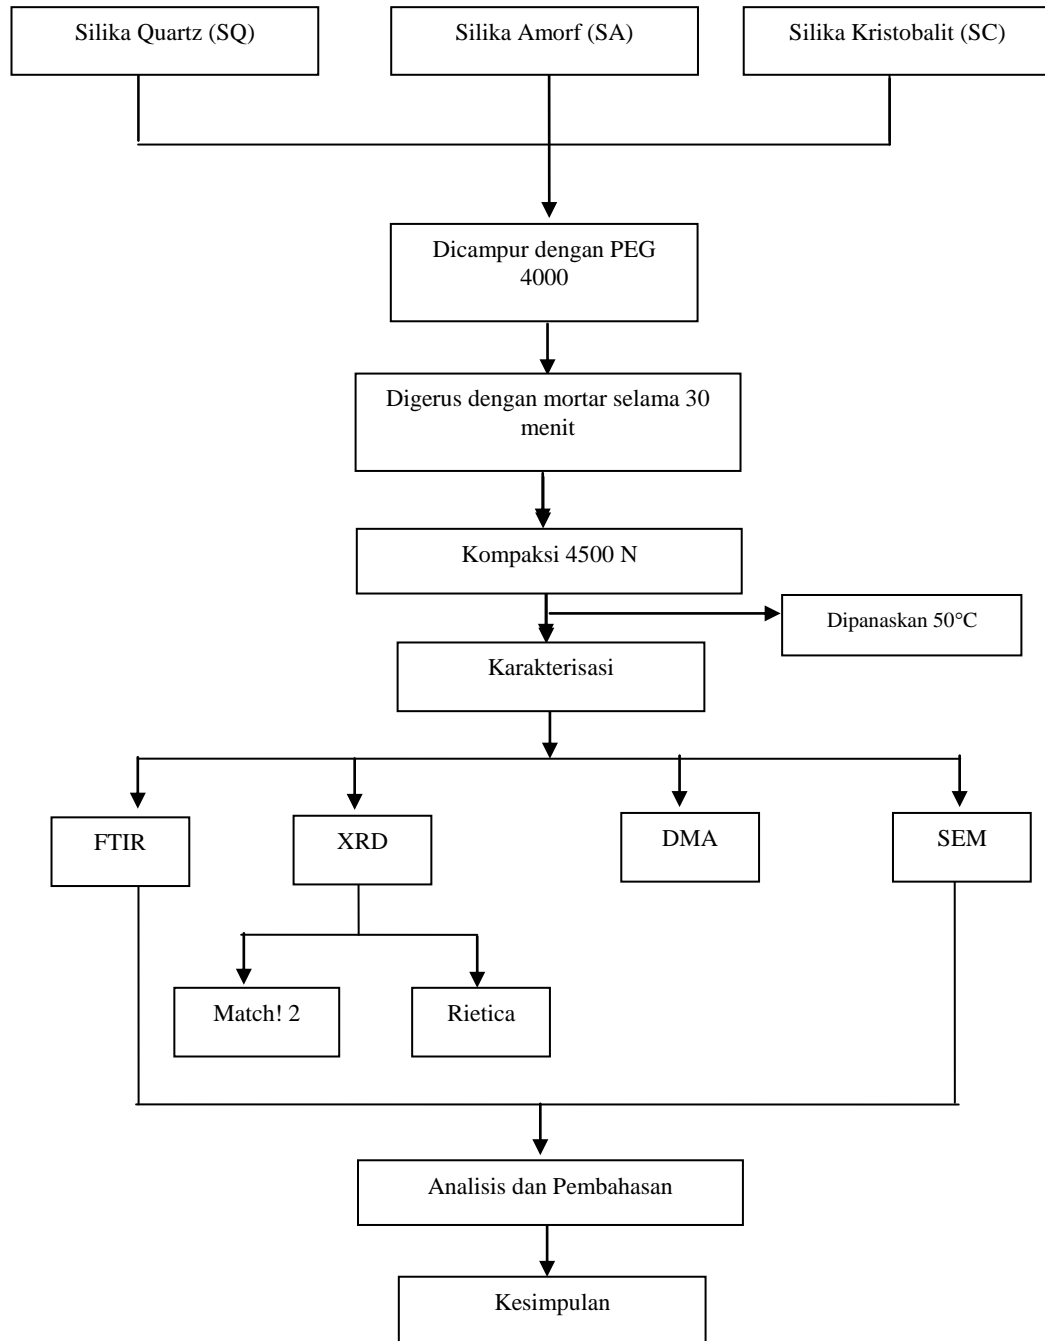 Silika Quartz (SQ)
Silika Amorf (SA)
Silika Kristobalit (SC)
Dicampur dengan PEG
4000
Digerus dengan mortar selama 30
menit
Kompaksi 4500 N
Dipanaskan 50°C
Karakterisasi
FTIR
XRD
DMA
SEM
Match! 2
Rietica
Analisis dan Pembahasan
Kesimpulan